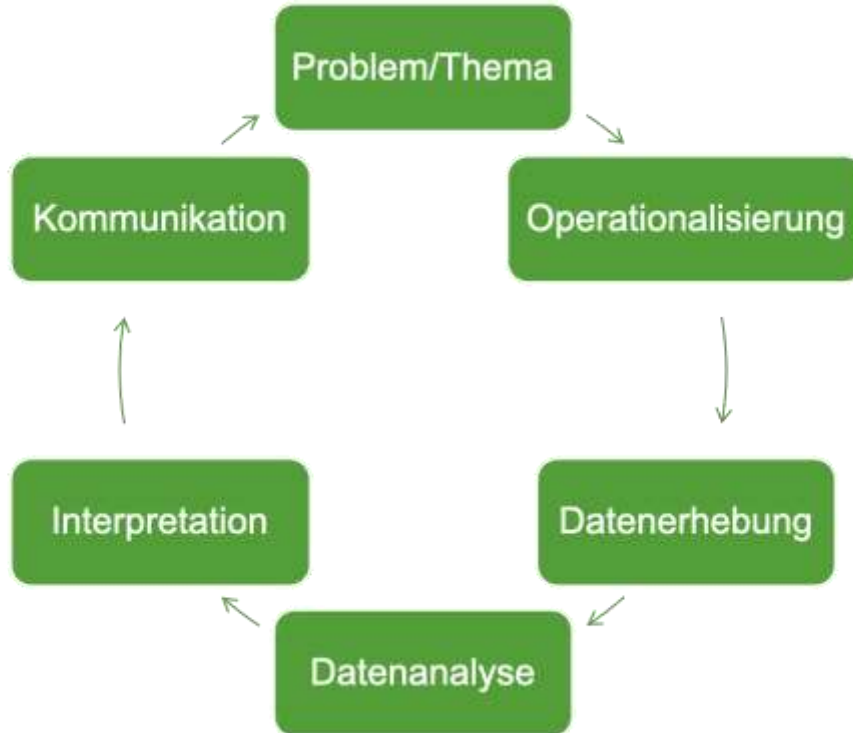 Problem/Thema
Kommunikation
Operationalisierung
Interpretation
Datenerhebung
Datenanalyse